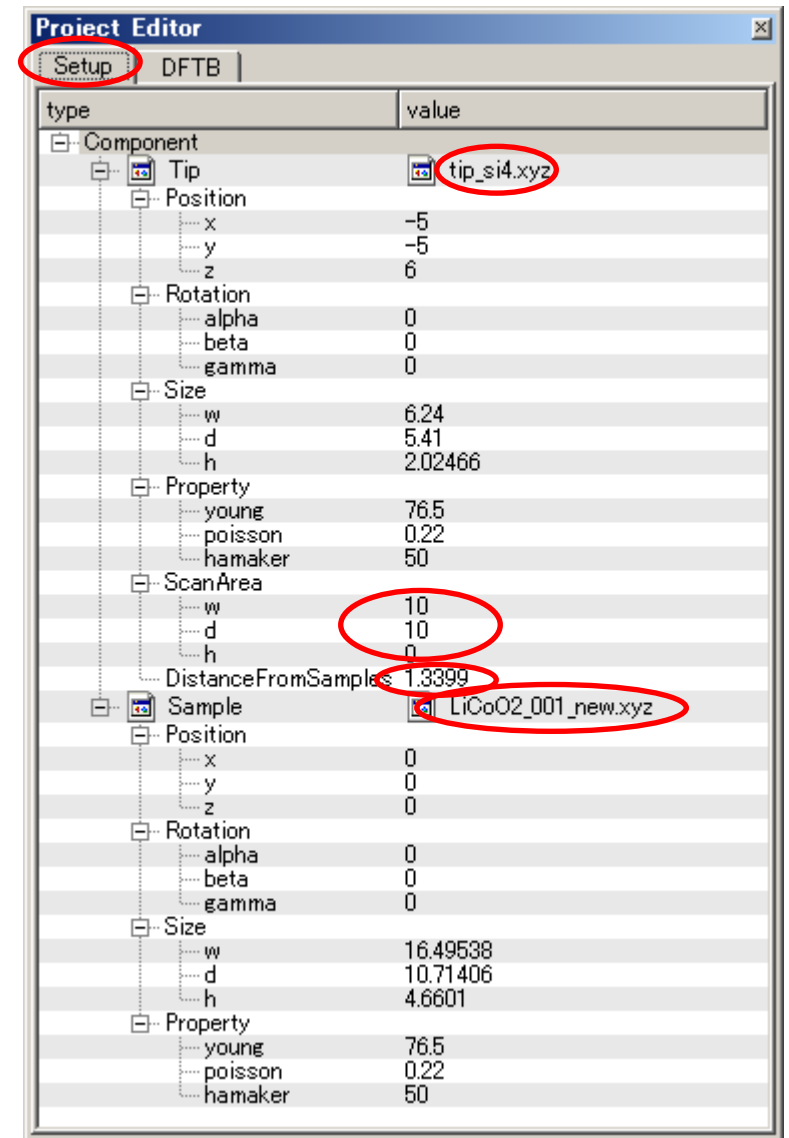 Project Editor
Setup DFTB
type value
Component
Tip tip_si4.xyz
Position
x -5
y -5
z 6
Rotation
alpha 0
beta 0
gamma 0
Size
w 6.24
d 5.41
h 2.02466
Property
young 76.5
poisson 0.22
hamaker 50
ScanArea
w 10
d 10
h 0
DistanceFromSamples 1.3399
Sample LiCoO2_001_new.xyz
Position
x 0
y 0
z 0
Rotation
alpha 0
beta 0
gamma 0
Size
w 16.49538
d 10.71406
h 4.6601
Property
young 76.5
poisson 0.22
hamaker 50